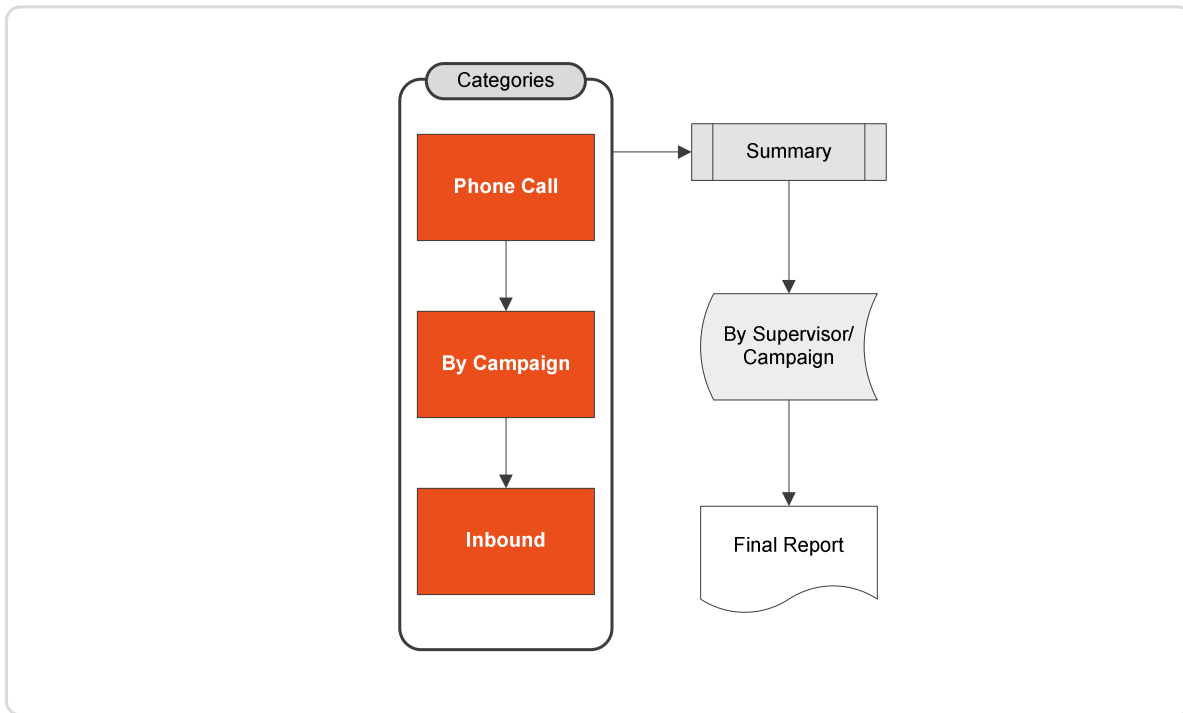 Categories
Phone Call
By Campaign
Inbound
Summary
By Supervisor/
Campaign
Final Report